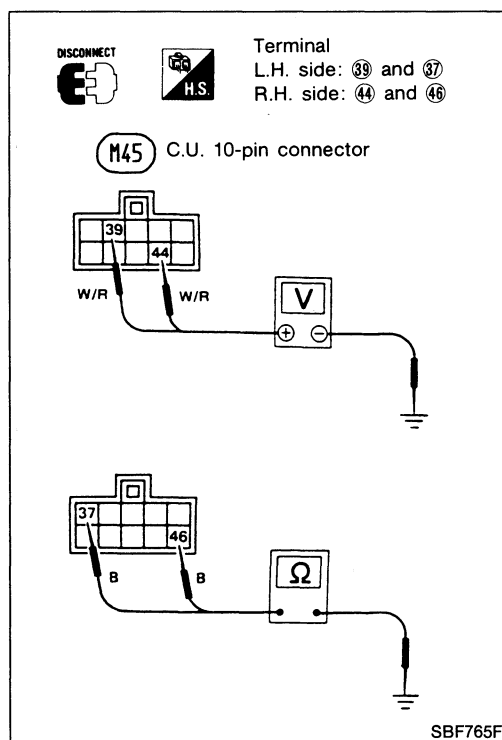 DISCONNECT
H.S.
Terminal
L.H. side: ㊴ and ㊲
R.H. side: ㊹ and ㊻
M45 C.U. 10-pin connector
39
44
W/R W/R
V
⊕ ⊖
37
46
B B
Ω
SBF765F